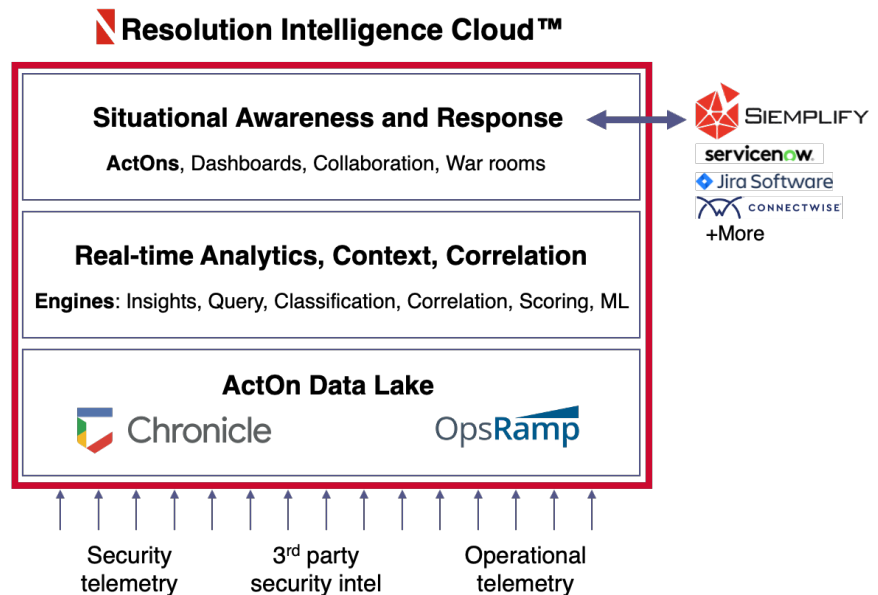 Resolution Intelligence Cloud™
Situational Awareness and Response
ActOns, Dashboards, Collaboration, War rooms
SIEMPLIFY
servicenow.
Jira Software
CONNECTWISE
+More
Real-time Analytics, Context, Correlation
Engines: Insights, Query, Classification, Correlation, Scoring, ML
ActOn Data Lake
Chronicle
OpsRamp
Security
telemetry
3rd party
security intel
Operational
telemetry